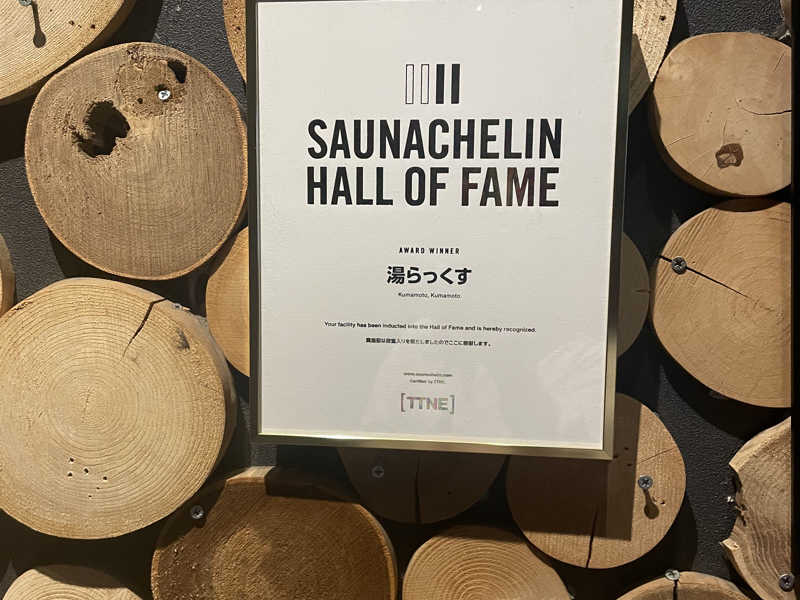 SAUNACHELIN
HALL OF FAME
AWARD WINNER
湯らっくす
Kumamoto, Kumamoto.
Your facility has been inducted into the Hall of Fame and is hereby recognized.
貴施設は殿堂入りを果たしましたのでここに称賛します。
www.saunachelin.com
Certified by TTNE.
[TTNE]